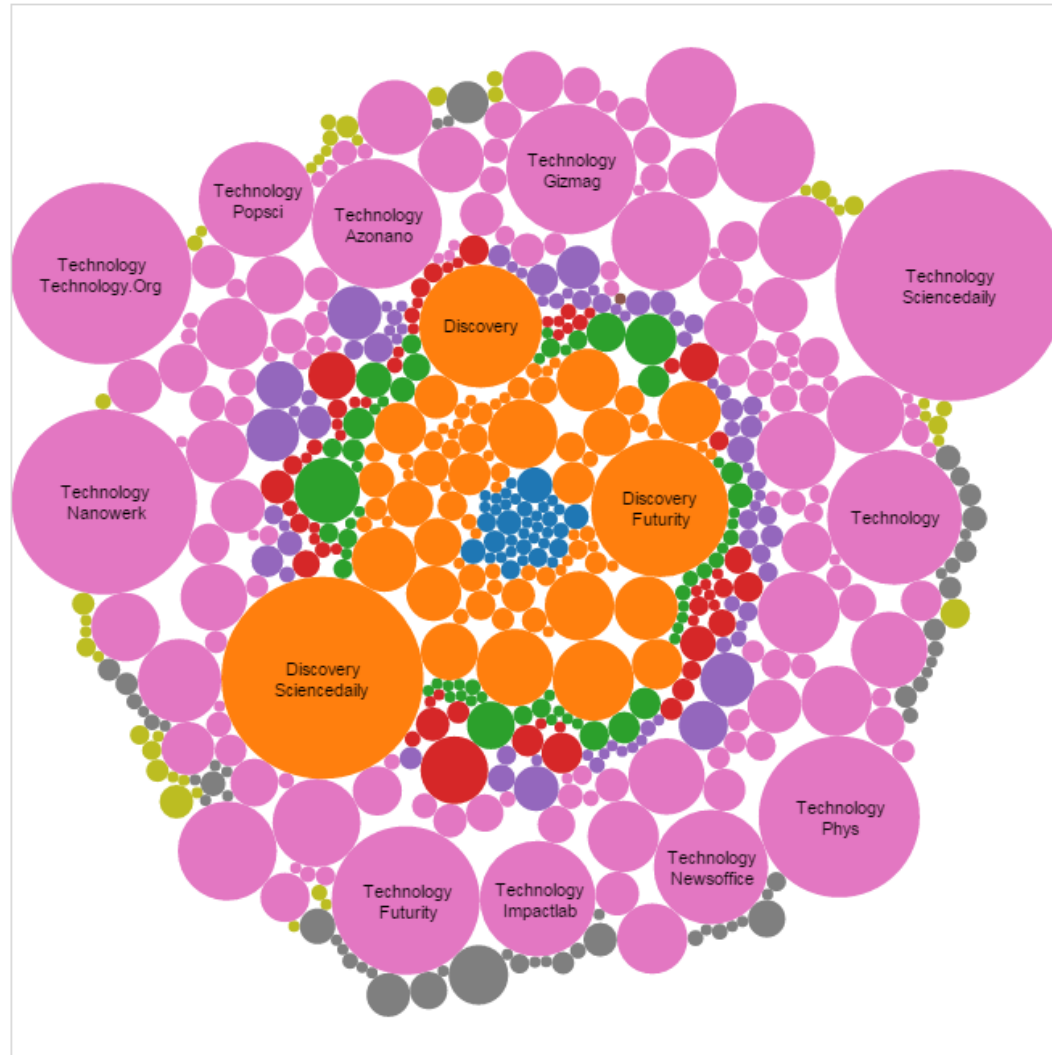 Technology
Gizmag
Technology
Popsci
Technology
Azonano
Technology
Technology.Org
Technology
Sciencedaily
Discovery
Technology
Nanowerk
Discovery
Futurity
Technology
Discovery
Sciencedaily
Technology
Phys
Technology
Newsoffice
Technology
Futurity
Technology
Impactlab